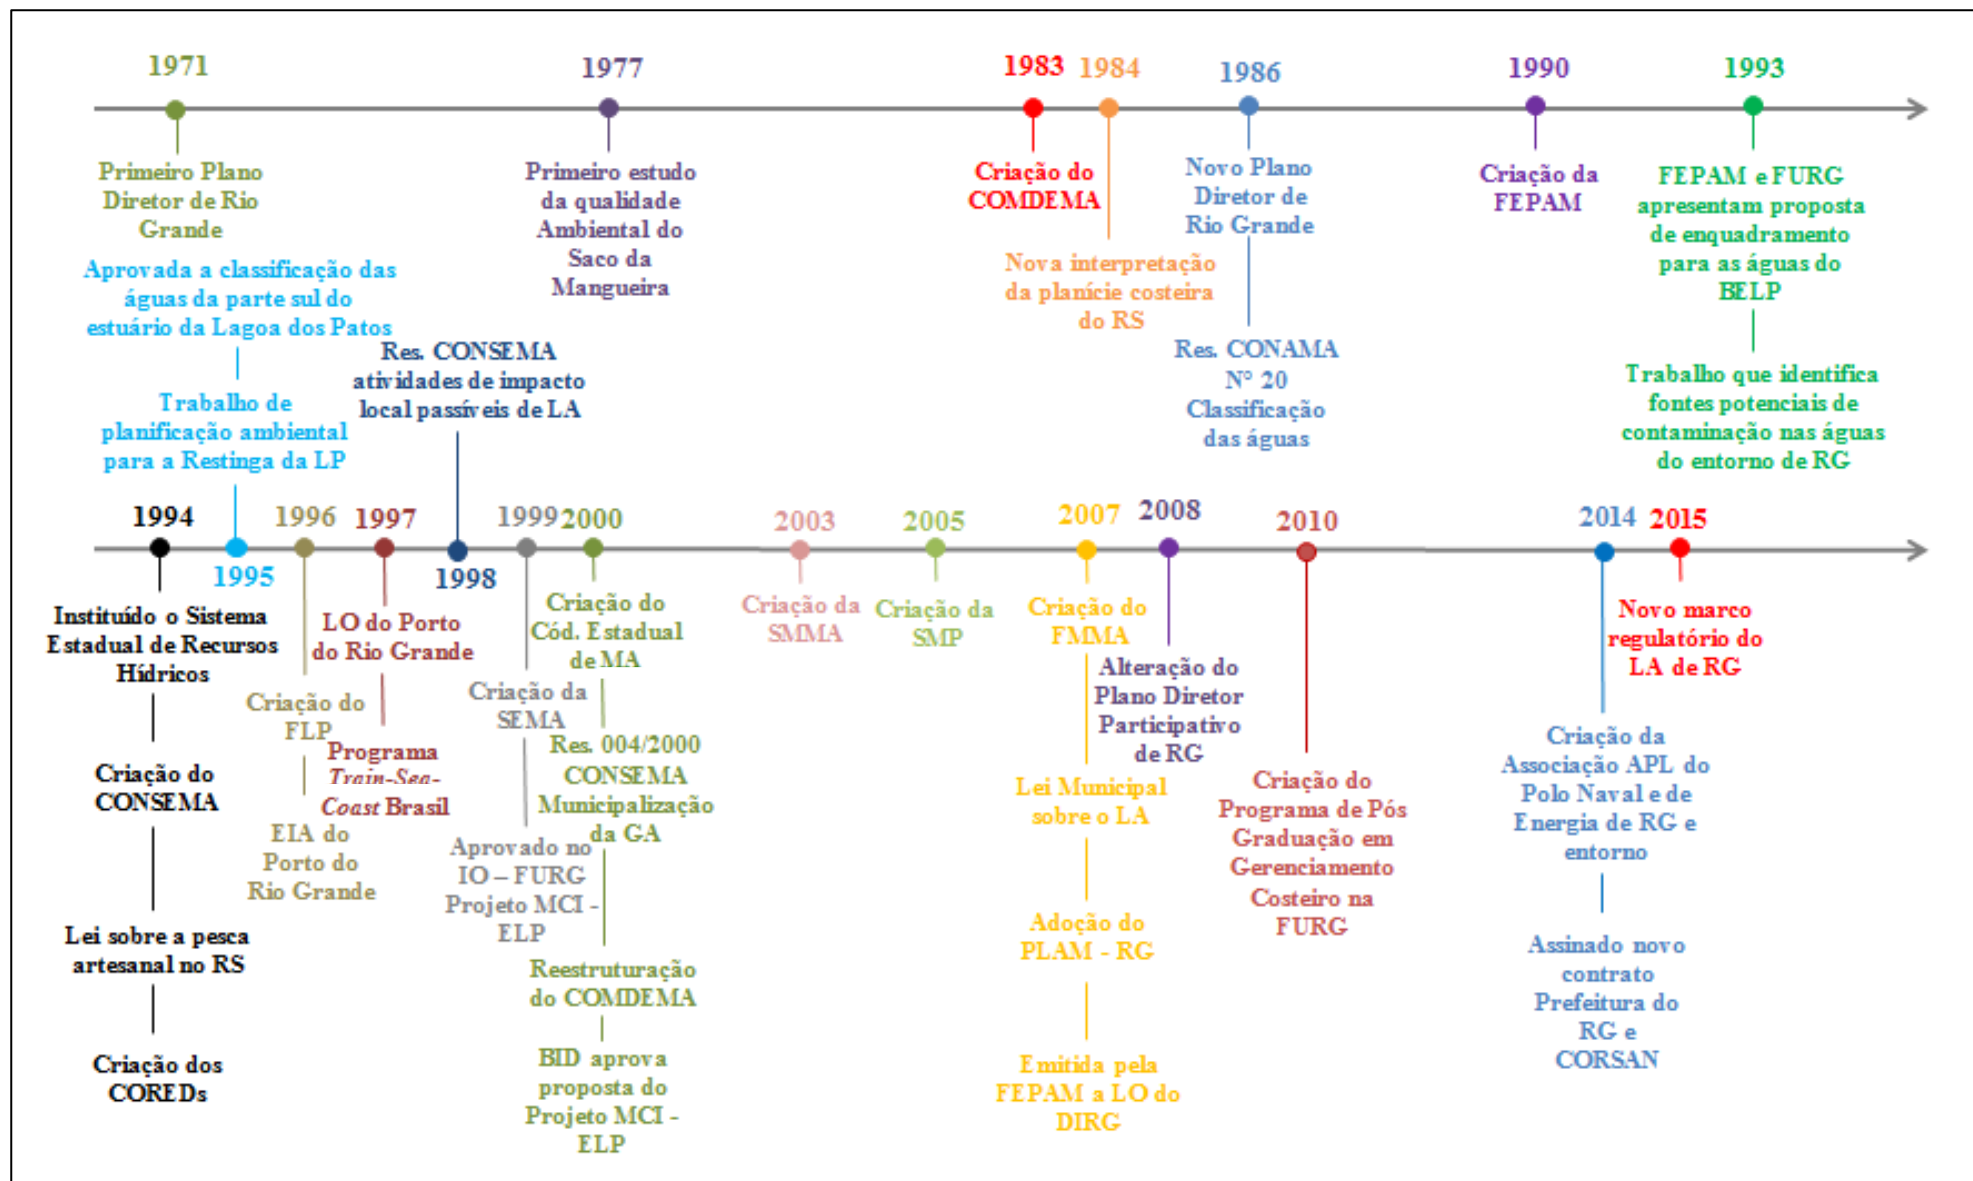 1971
Primeiro Plano
Diretor de Rio
Grande
1977
Primeiro estudo
da qualidade
Ambiental do
Saco da
Mangueira
1983
Criação do
COMDEMA
1984
Nova interpretação
da planície costeira
do RS
1986
Novo Plano
Diretor de
Rio Grande
Res. CONAMA
N° 20
Classificação
das águas
1990
Criação da
FEPAM
1993
FEPAM e FURG
apresentam proposta
de enquadramento
para as águas do
BELP
Trabalho que identifica
fontes potenciais de
contaminação nas águas
do entorno de RG
1994
Instituído o Sistema
Estadual de Recursos
Hídricos
Criação do
CONSEMA
Lei sobre a pesca
artesanal no RS
Criação dos
COREDs
Aprovada a classificação das
águas da parte sul do
estuário da Lagoa dos Patos
Trabalho de
planificação ambiental
para a Restinga da LP
1995
1996
Criação do
FLP
EIA do
Porto do
Rio Grande
1997
LO do Porto
do Rio Grande
Programa
Train-Sea-
Coast Brasil
Res. CONSEMA
atividades de impacto
local passíveis de LA
1998
1999
Criação da
SEMA
Aprovado no
IO – FURG
Projeto MCI -
ELP
2000
Criação do
Cód. Estadual
de MA
Res. 004/2000
CONSEMA
Municipalização
da GA
Reestruturação
do COMDEMA
BID aprova
proposta do
Projeto MCI -
ELP
2003
Criação da
SMMA
2005
Criação da
SMP
2007
Criação do
FMMA
Lei Municipal
sobre o LA
Adoção do
PLAM - RG
Emitida pela
FEPAM a LO do
DIRG
2008
Alteração do
Plano Diretor
Participativo
de RG
2010
Criação do
Programa de Pós
Graduação em
Gerenciamento
Costeiro na
FURG
2014
Criação da
Associação APL do
Polo Naval e de
Energia de RG e
entorno
Assinado novo
contrato
Prefeitura do
RG e
CORSAN
2015
Novo marco
regulatório do
LA de RG